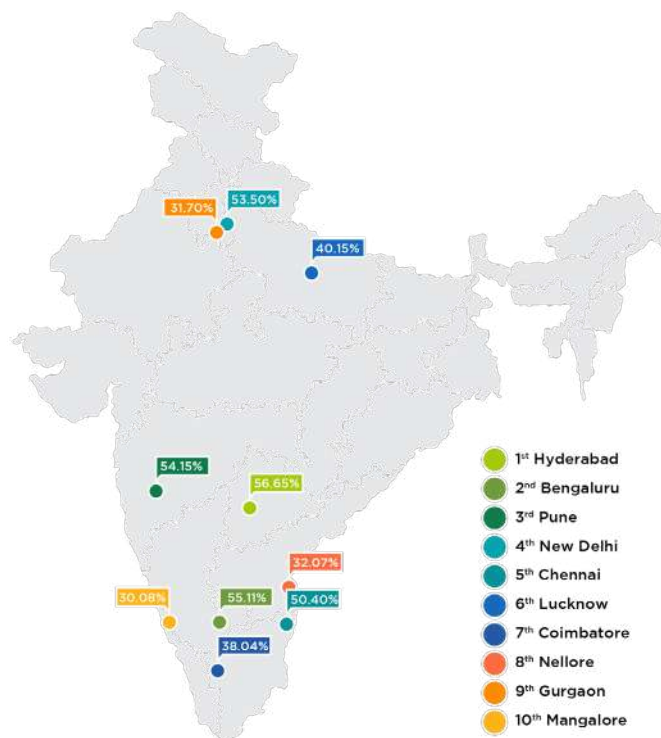 53.50%
31.70%
40.15%
54.15%
56.65%
32.07%
30.08%
55.11%
50.40%
38.04%
1st Hyderabad
2nd Bengaluru
3rd Pune
4th New Delhi
5th Chennai
6th Lucknow
7th Coimbatore
8th Nellore
9th Gurgaon
10th Mangalore